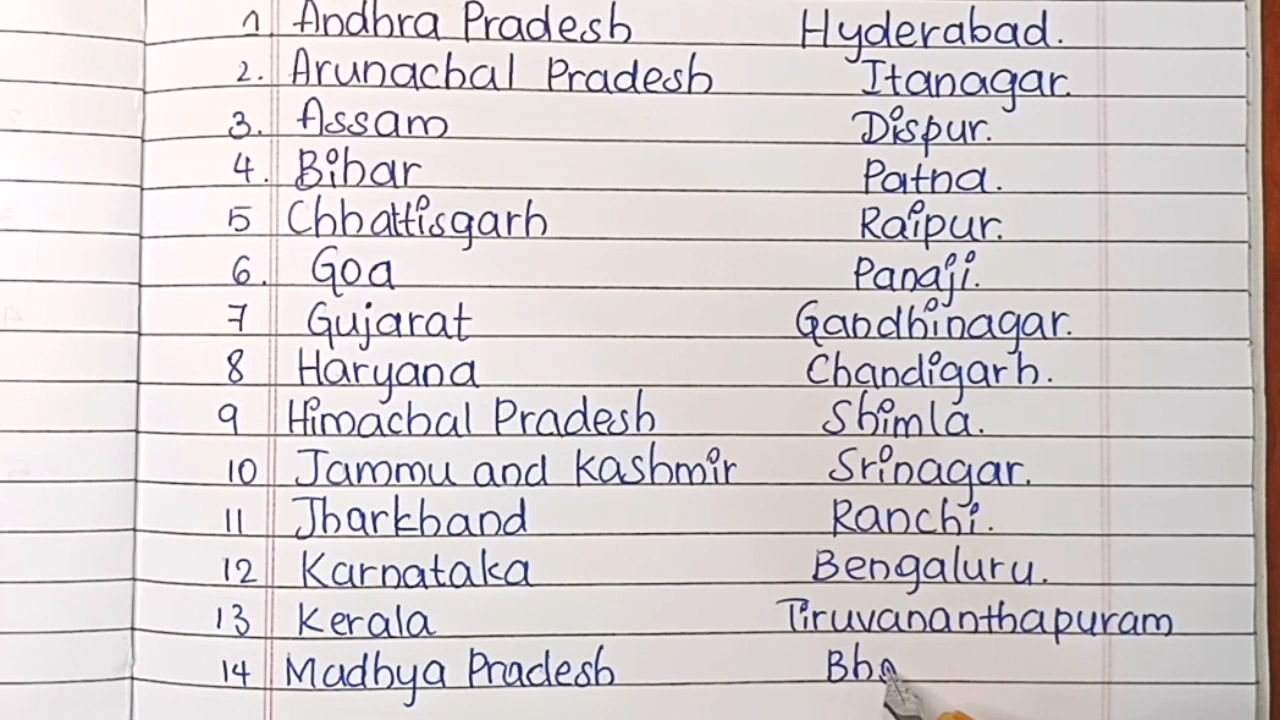 1 Andhra Pradesh Hyderabad.
2. Arunachal Pradesh Itanagar.
3. Assam Dispur.
4. Bihar Patna.
5 Chhattisgarh Raipur.
6. Goa Panaji.
7 Gujarat Gandhinagar.
8 Haryana Chandigarh.
9 Himachal Pradesh Shimla.
10 Jammu and Kashmir Srinagar.
11 Jharkhand Ranchi.
12 Karnataka Bengaluru.
13 Kerala Tiruvananthapuram
14 Madhya Pradesh Bho